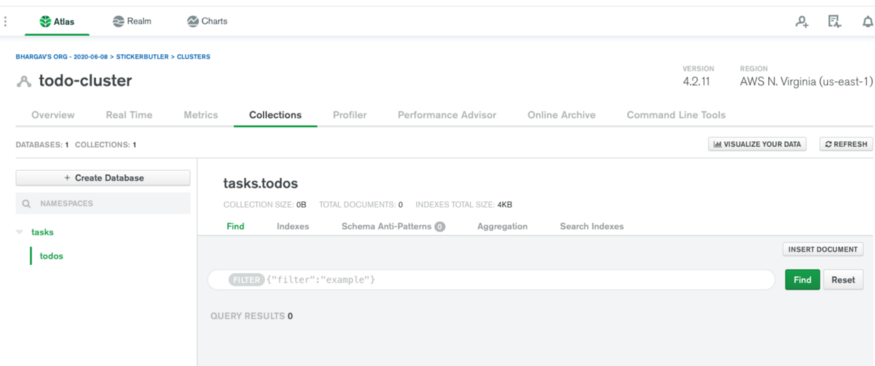 Atlas Realm Charts
BHARGAV'S ORG - 2020-06-08 > STICKERBUTLER > CLUSTERS
todo-cluster
VERSION REGION
4.2.11 AWS N. Virginia (us-east-1)
Overview Real Time Metrics Collections Profiler Performance Advisor Online Archive Command Line Tools
DATABASES: 1 COLLECTIONS: 1 VISUALIZE YOUR DATA REFRESH
+ Create Database
NAMESPACES
tasks
todos
tasks.todos
COLLECTION SIZE: 0B TOTAL DOCUMENTS: 0 INDEXES TOTAL SIZE: 4KB
Find Indexes Schema Anti-Patterns 0 Aggregation Search Indexes
INSERT DOCUMENT
FILTER {"filter":"example"} Find Reset
QUERY RESULTS 0